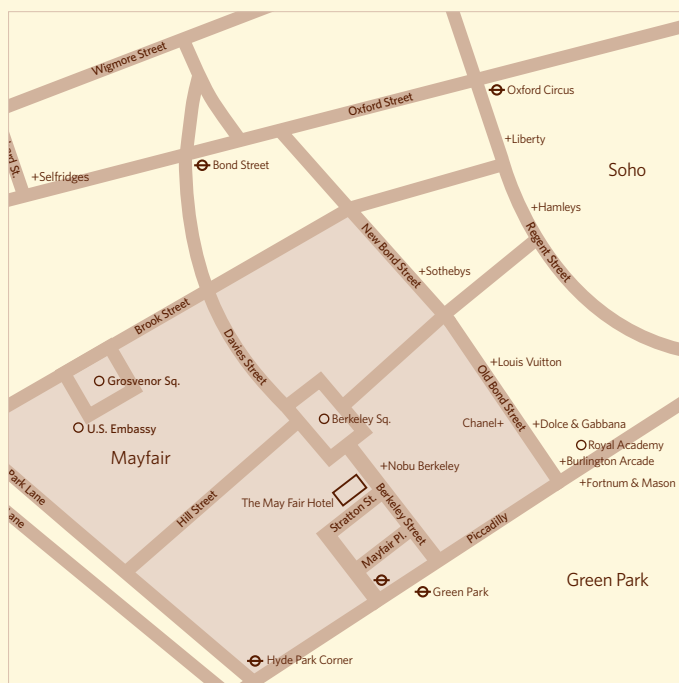 Wigmore Street
Oxford Circus
Oxford Street
+Liberty
Bond Street
Soho
+Selfridges
+Hamleys
Regent Street
New Bond Street
+Sothebys
Brook Street
Davies Street
+Louis Vuitton
Old Bond Street
Grosvenor Sq.
Berkeley Sq.
Chanel+
+Dolce & Gabbana
U.S. Embassy
Royal Academy
Mayfair
+Burlington Arcade
+Nobu Berkeley
+Fortnum & Mason
Park Lane
Hill Street
The May Fair Hotel
Stratton St.
Berkeley Street
Piccadilly
Mayfair Pl.
Green Park
Green Park
Hyde Park Corner